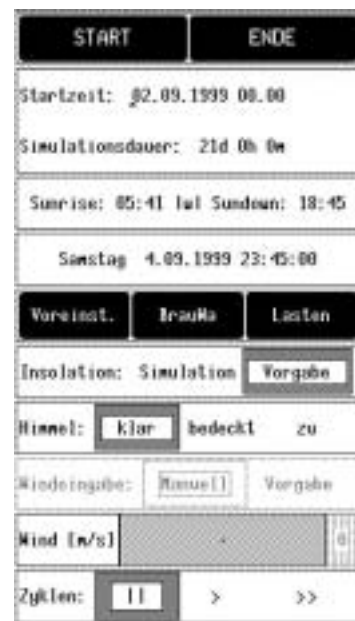 START ENDE
Startzeit: 02.09.1999 00.00
Simulationsdauer: 21d 0h 0m
Sunrise: 05:41 lwl Sundown: 18:45
Samstag 4.09.1999 23:45:00
Voreinst. BrauWa Lasten
Insolation: Simulation Vorgabe
Himmel: klar bedeckt zu
Windeingabe: Manuell Vorgabe
Wind [m/s] 0
Zyklen: || > >>